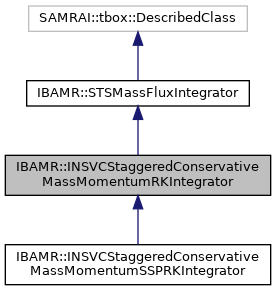 SAMRAI::tbox::DescribedClass
IBAMR::STSMassFluxIntegrator
IBAMR::INSVCStaggeredConservative
MassMomentumRKIntegrator
IBAMR::INSVCStaggeredConservative
MassMomentumSSPRKIntegrator